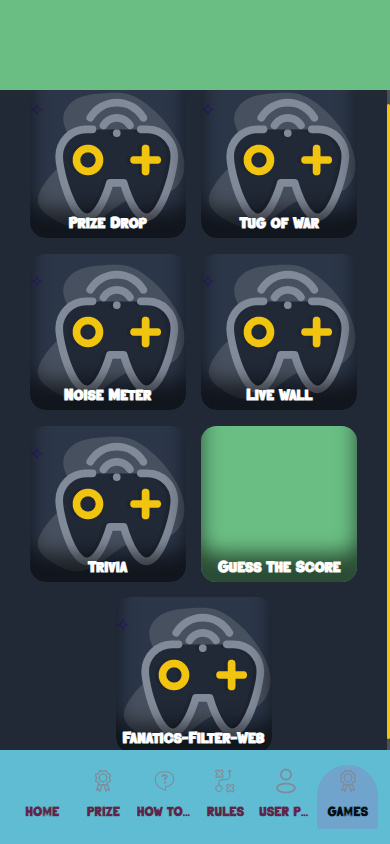 Prize Drop
Tug of War
Noise Meter
Live Wall
Trivia
Guess the Score
Fanatics-Filter-Web
HOME
PRIZE
HOW TO...
RULES
USER P...
GAMES